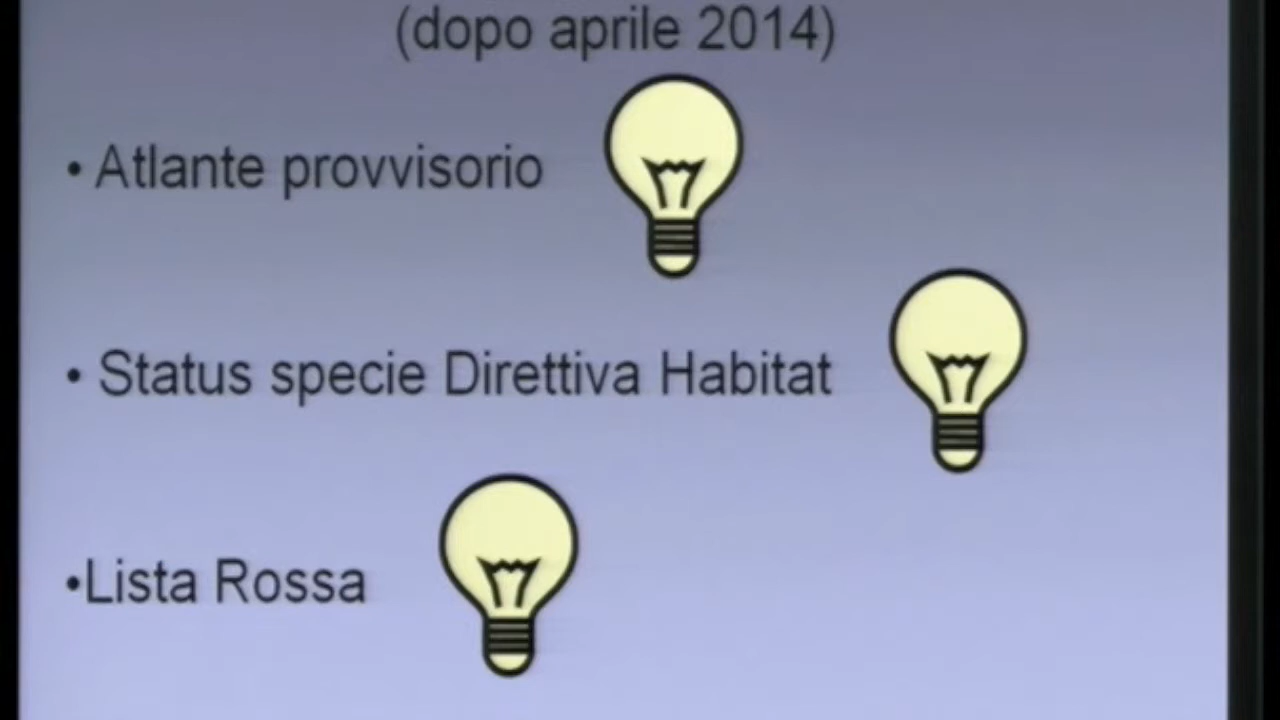 (dopo aprile 2014)
• Atlante provvisorio
• Status specie Direttiva Habitat
•Lista Rossa